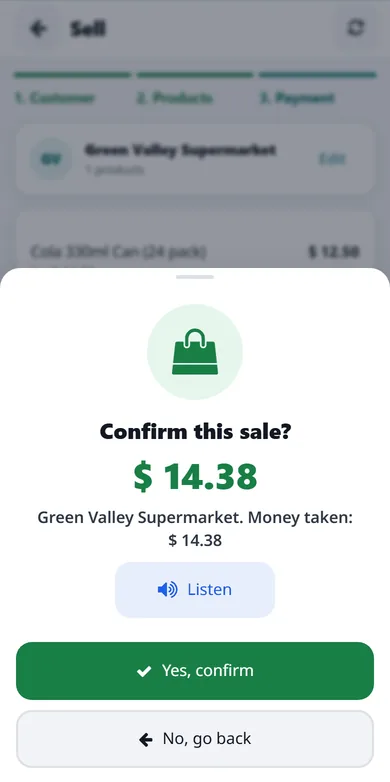 Sell
1. Customer
2. Products
3. Payment
GV
Green Valley Supermarket
1 products
Edit
Cola 330ml Can (24 pack)
$ 12.50
Confirm this sale?
$ 14.38
Green Valley Supermarket. Money taken:
$ 14.38
Listen
Yes, confirm
No, go back